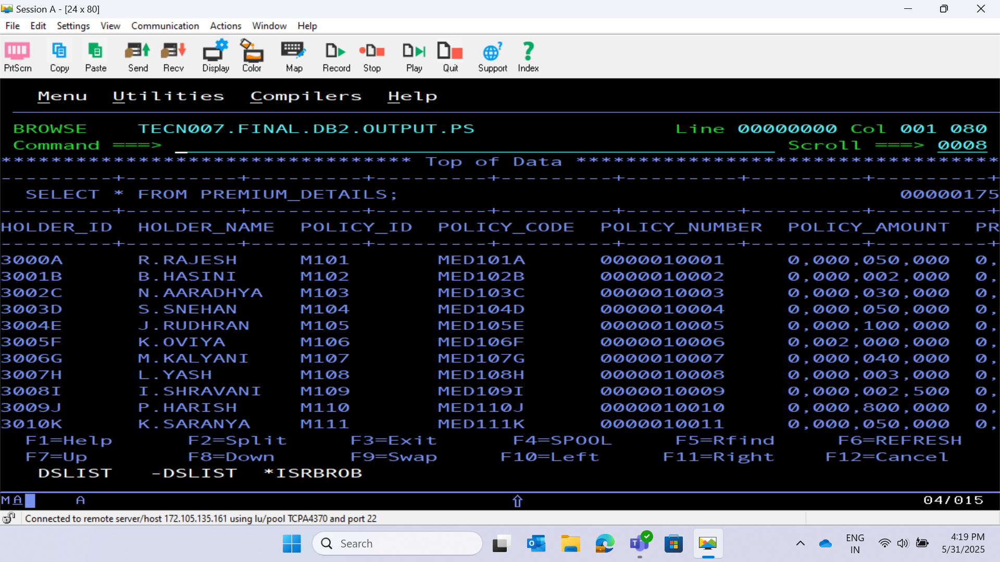 Session A - [24 x 80]
File Edit Settings View Communication Actions Window Help
PrtScrn Copy Paste Send Recv Display Color Map Record Stop Play Quit Support Index
Menu Utilities Compilers Help
BROWSE TECN007.FINAL.DB2.OUTPUT.PS Line 00000000 Col 001 080
Command ===> Scroll ===> 0008
********************************* Top of Data **********************************
---------+---------+---------+---------+---------+---------+---------+---------+
SELECT * FROM PREMIUM_DETAILS; 00000175
---------+---------+---------+---------+---------+---------+---------+---------+
HOLDER_ID HOLDER_NAME POLICY_ID POLICY_CODE POLICY_NUMBER POLICY_AMOUNT PR
---------+---------+---------+---------+---------+---------+---------+---------+
3000A R.RAJESH M101 MED101A 0000010001 0,000,050,000 0,
3001B B.HASINI M102 MED102B 0000010002 0,000,002,000 0,
3002C N.AARADHYA M103 MED103C 0000010003 0,000,030,000 0,
3003D S.SNEHAN M104 MED104D 0000010004 0,000,050,000 0,
3004E J.RUDHRAN M105 MED105E 0000010005 0,000,100,000 0,
3005F K.OVIYA M106 MED106F 0000010006 0,002,000,000 0,
3006G M.KALYANI M107 MED107G 0000010007 0,000,040,000 0,
3007H L.YASH M108 MED108H 0000010008 0,000,003,000 0,
3008I I.SHRAVANI M109 MED109I 0000010009 0,000,002,500 0,
3009J P.HARISH M110 MED110J 0000010010 0,000,800,000 0,
3010K K.SARANYA M111 MED111K 0000010011 0,000,050,000 0,
F1=Help F2=Split F3=Exit F4=SPOOL F5=Rfind F6=REFRESH
F7=Up F8=Down F9=Swap F10=Left F11=Right F12=Cancel
DSLIST -DSLIST *ISRBROB
MA A 04/015
Connected to remote server/host 172.105.135.161 using lu/pool TCPA4370 and port 22
Search
ENG
IN
4:19 PM
5/31/2025